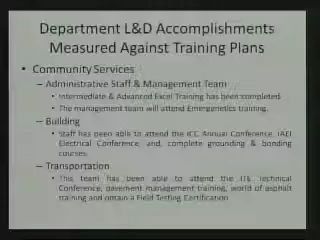 Department L&D Accomplishments
Measured Against Training Plans
• Community Services
– Administrative Staff & Management Team
• Intermediate & Advanced Excel Training has been completed.
• The management team will attend Emergenetics training.
– Building
• Staff has been able to attend the ICC Annual Conference, IAEI
Electrical Conference, and, complete grounding & bonding
courses.
– Transportation
• This team has been able to attend the ITE Technical
Conference, pavement management training, world of asphalt
training and obtain a Field Testing Certification